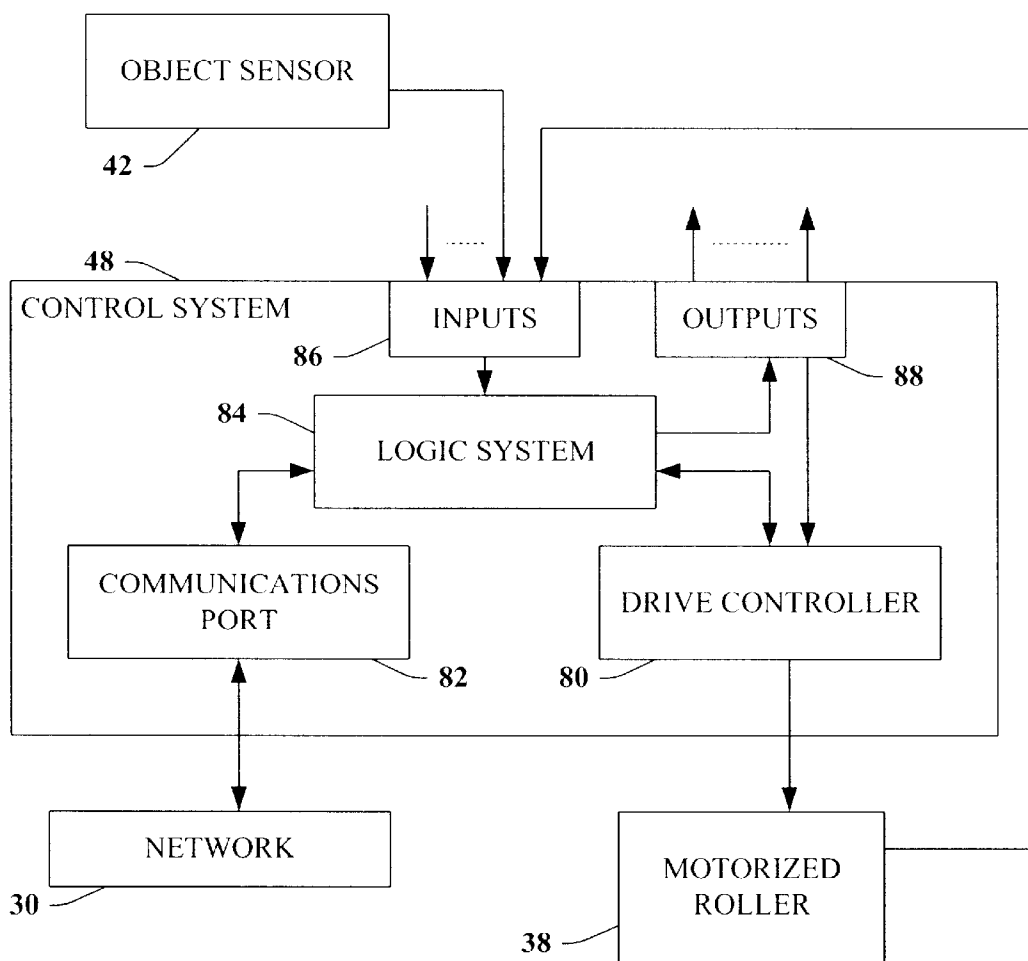 OBJECT SENSOR
42
48
CONTROL SYSTEM
INPUTS
OUTPUTS
86
88
84
LOGIC SYSTEM
COMMUNICATIONS
PORT
DRIVE CONTROLLER
82
80
NETWORK
MOTORIZED
ROLLER
30
38